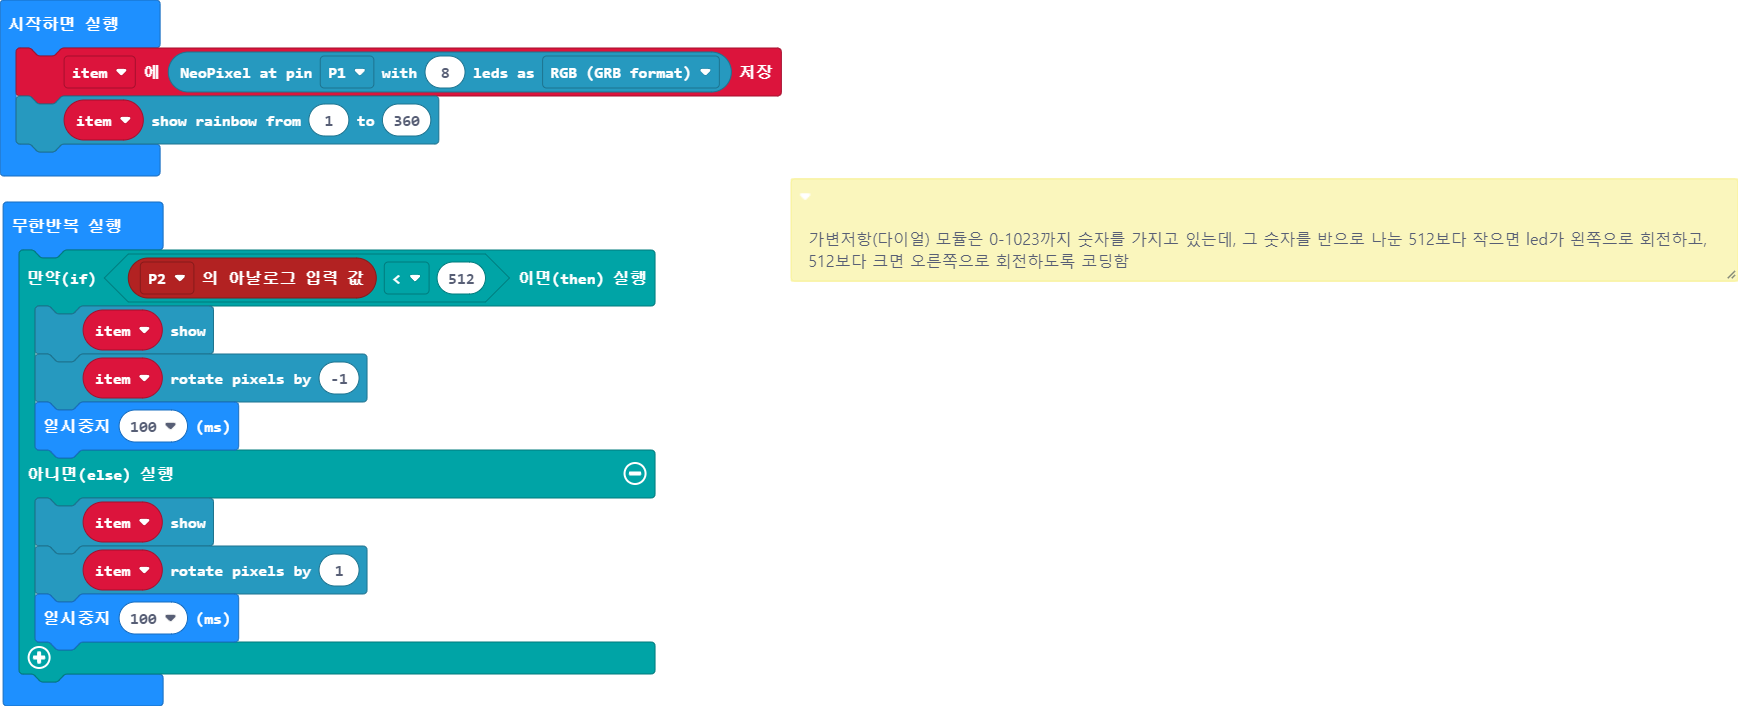 시작하면 실행
item 에 NeoPixel at pin P1 with 8 leds as RGB (GRB format) 저장
item show rainbow from 1 to 360
가변저항(다이얼) 모듈은 0-1023까지 숫자를 가지고 있는데, 그 숫자를 반으로 나눈 512보다 작으면 led가 왼쪽으로 회전하고,
512보다 크면 오른쪽으로 회전하도록 코딩함
무한반복 실행
만약(if) P2 의 아날로그 입력 값 < 512 이면(then) 실행
item show
item rotate pixels by -1
일시중지 100 (ms)
아니면(else) 실행
item show
item rotate pixels by 1
일시중지 100 (ms)